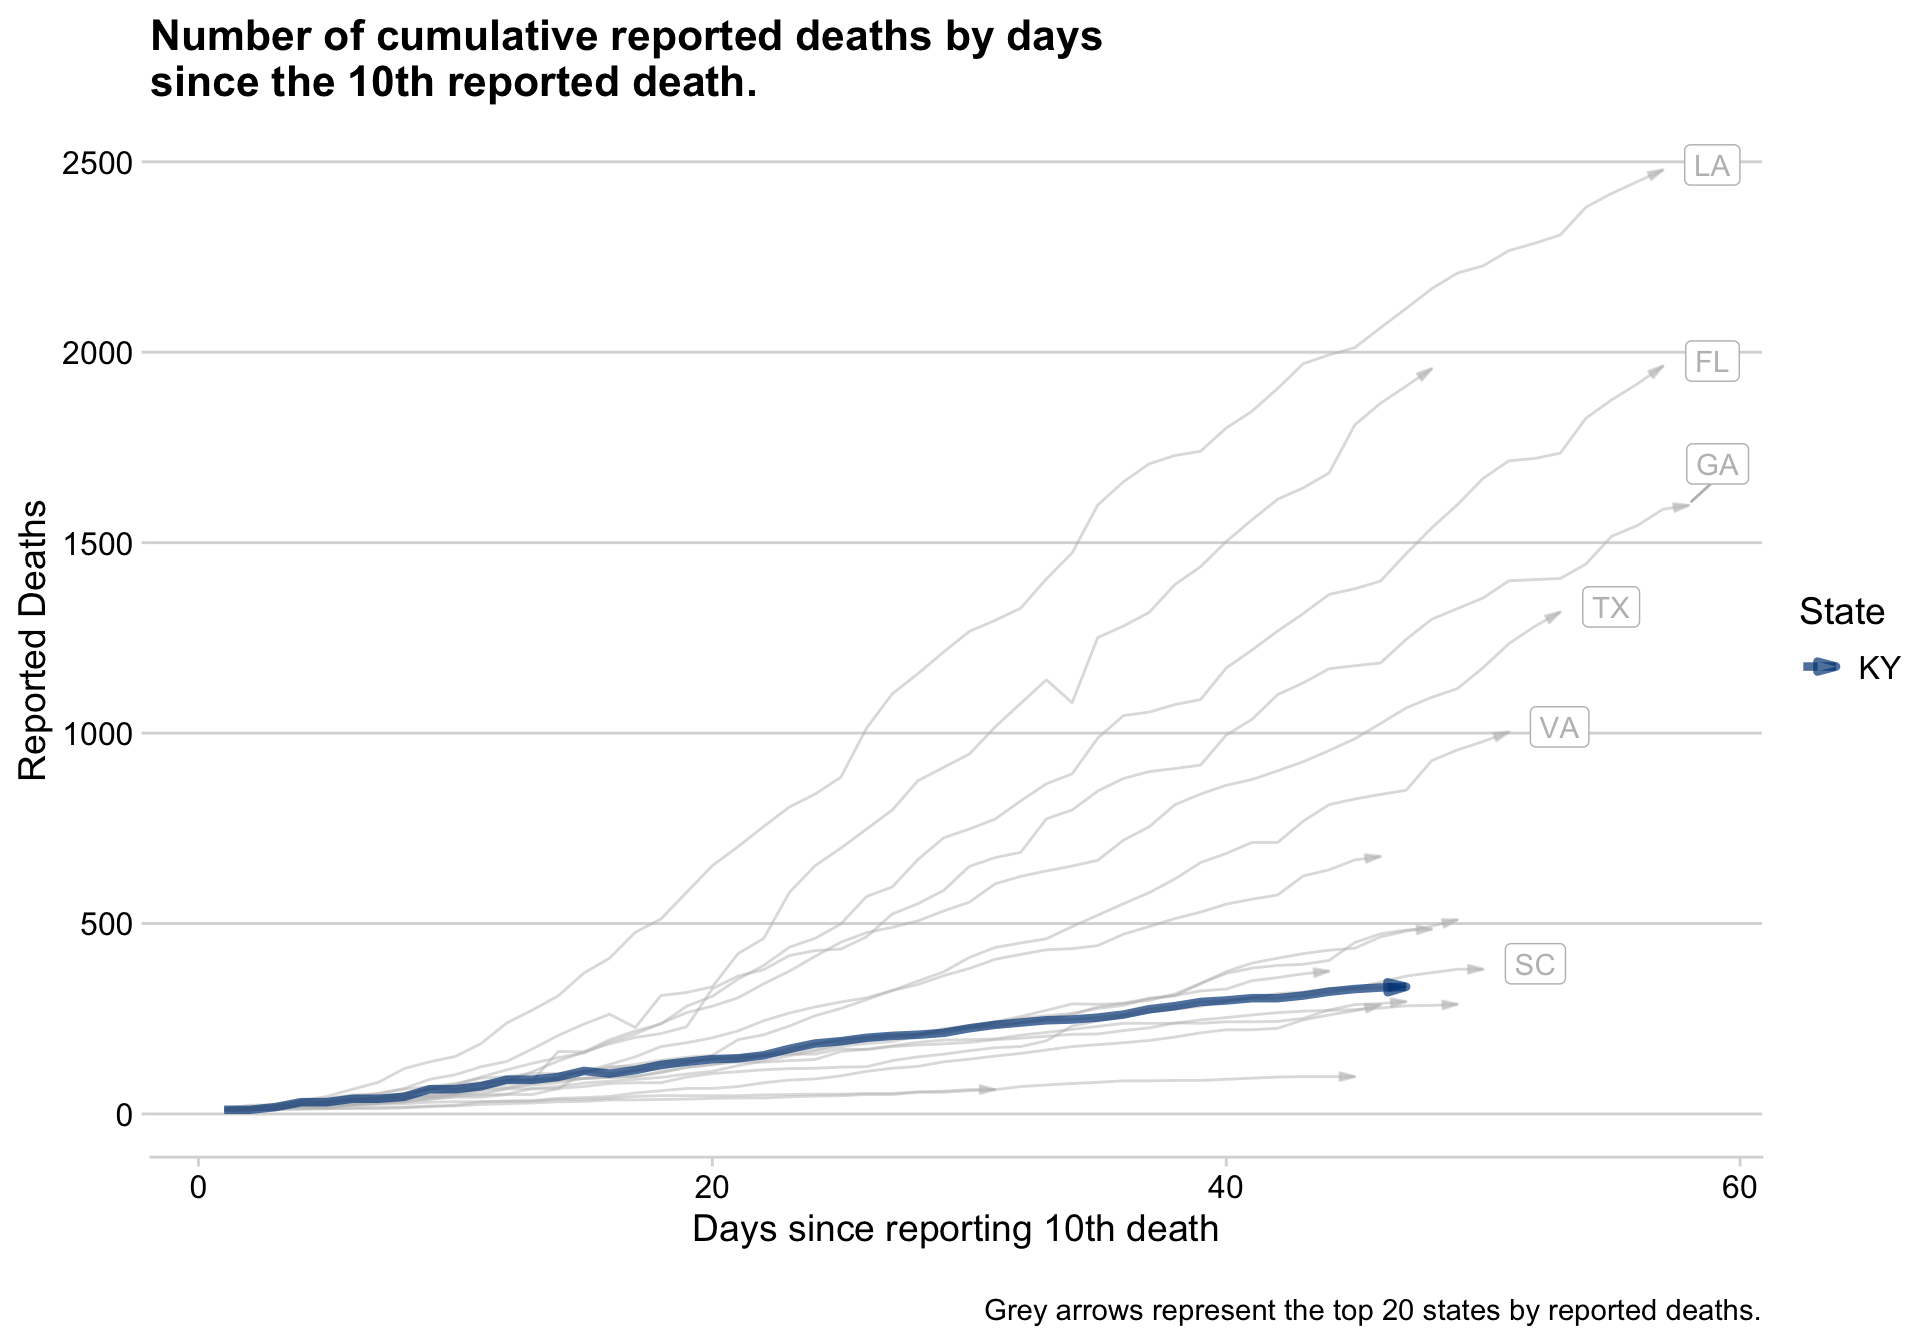 Number of cumulative reported deaths by days
since the 10th reported death.
2500
2000
1500
1000
500
0
Reported Deaths
LA
FL
GA
TX
VA
SC
State
KY
0 20 40 60
Days since reporting 10th death
Grey arrows represent the top 20 states by reported deaths.